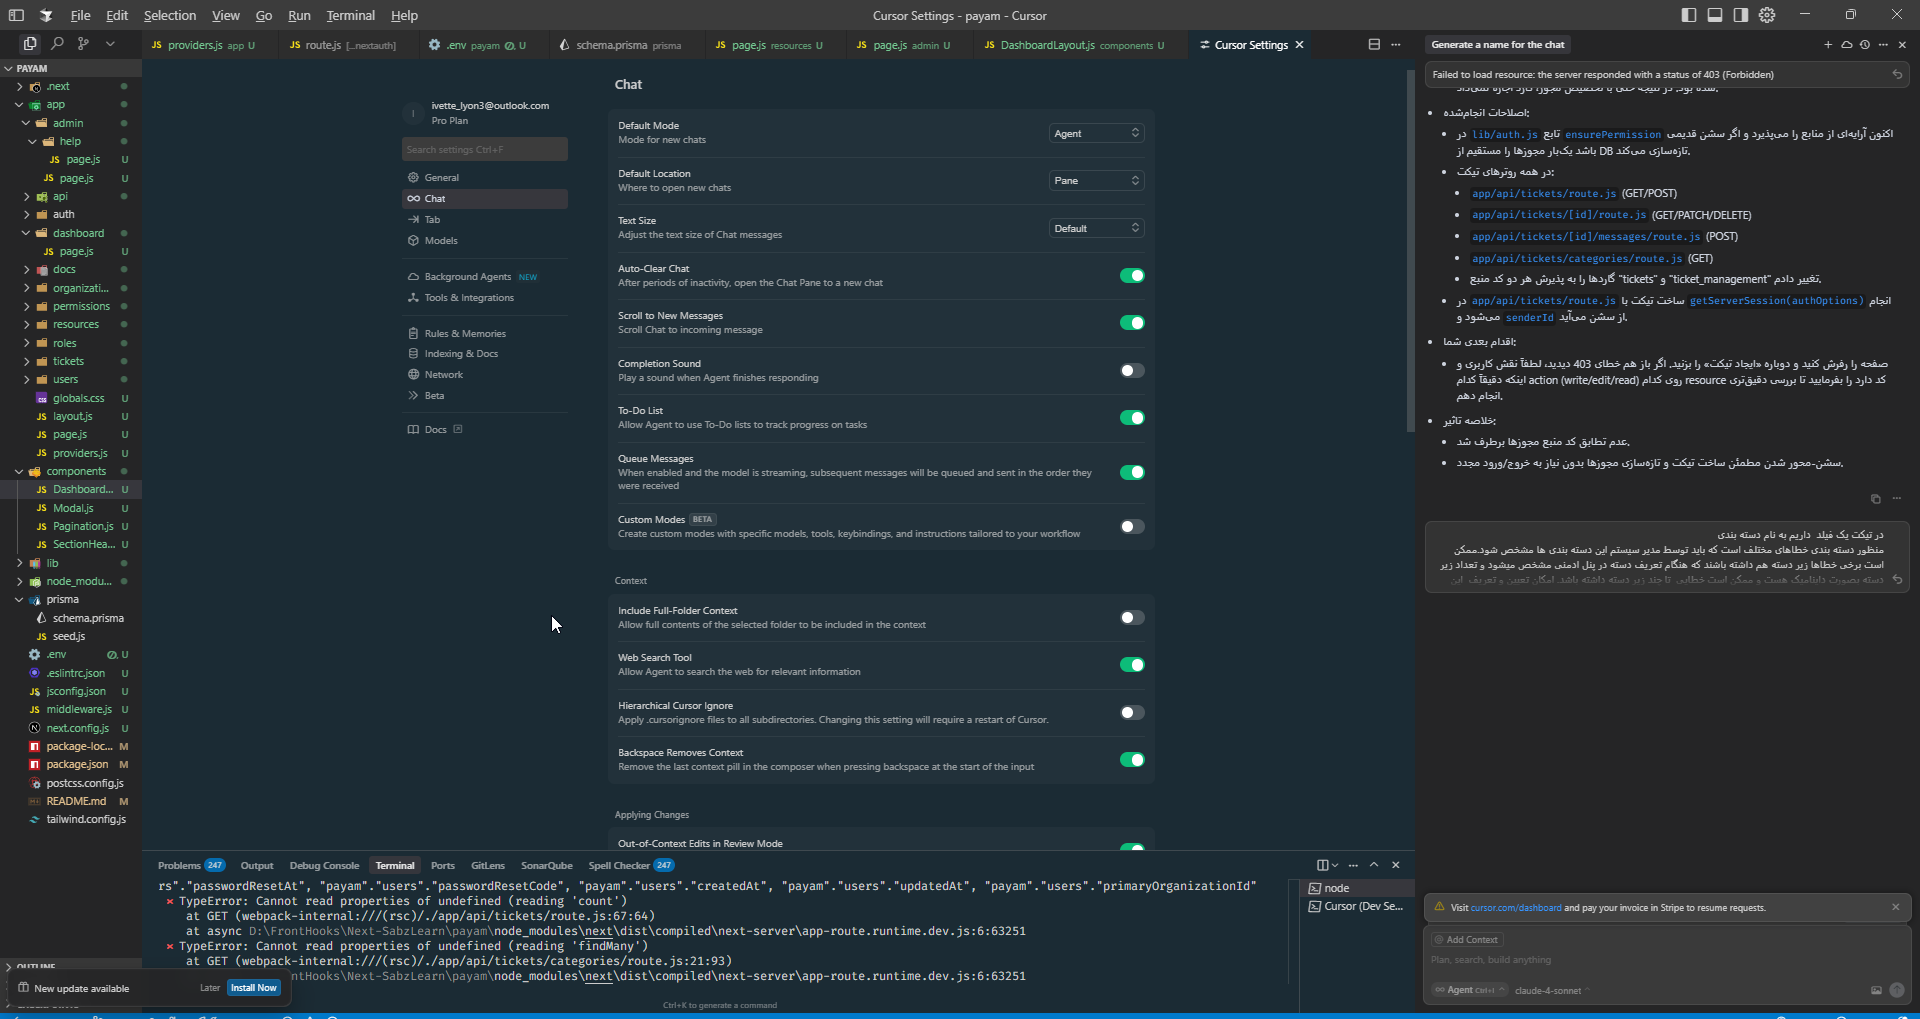 File Edit Selection View Go Run Terminal Help
Cursor Settings - payam - Cursor
JS providers.js app U
JS route.js [...nextauth]
.env payam U
schema.prisma prisma
JS page.js resources U
JS page.js admin U
JS DashboardLayout.js components U
Cursor Settings
PAYAM
.next
app
admin
help
JS page.js U
JS page.js U
api
auth
dashboard
JS page.js U
docs
organizati...
permissions
resources
roles
tickets
users
globals.css U
JS layout.js U
JS page.js U
JS providers.js U
components
JS Dashboard... U
JS Modal.js U
JS Pagination.js U
JS SectionHea... U
lib
node_modu...
prisma
schema.prisma
JS seed.js
.env U
.eslintrc.json U
JS jsconfig.json U
JS middleware.js U
next.config.js U
package-loc... M
package.json M
postcss.config.js
README.md M
tailwind.config.js
OUTLINE
New update available
Later Install Now
ivette_lyon3@outlook.com
Pro Plan
Search settings Ctrl+F
General
Chat
Tab
Models
Background Agents NEW
Tools & Integrations
Rules & Memories
Indexing & Docs
Network
Beta
Docs
Chat
Default Mode
Mode for new chats
Agent
Default Location
Where to open new chats
Pane
Text Size
Adjust the text size of Chat messages
Default
Auto-Clear Chat
After periods of inactivity, open the Chat Pane to a new chat
Scroll to New Messages
Scroll Chat to incoming message
Completion Sound
Play a sound when Agent finishes responding
To-Do List
Allow Agent to use To-Do lists to track progress on tasks
Queue Messages
When enabled and the model is streaming, subsequent messages will be queued and sent in the order they
were received
Custom Modes BETA
Create custom modes with specific models, tools, keybindings, and instructions tailored to your workflow
Context
Include Full-Folder Context
Allow full contents of the selected folder to be included in the context
Web Search Tool
Allow Agent to search the web for relevant information
Hierarchical Cursor Ignore
Apply .cursorignore files to all subdirectories. Changing this setting will require a restart of Cursor.
Backspace Removes Context
Remove the last context pill in the composer when pressing backspace at the start of the input
Applying Changes
Out-of-Context Edits in Review Mode
Problems 247 Output Debug Console Terminal Ports GitLens SonarQube Spell Checker 247
rs"."passwordResetAt", "payam"."users"."passwordResetCode", "payam"."users"."createdAt", "payam"."users"."updatedAt", "payam"."users"."primaryOrganizationId"
× TypeError: Cannot read properties of undefined (reading 'count')
at GET (webpack-internal:///(rsc)/./app/api/tickets/route.js:67:64)
at async D:\FrontHooks\Next-SabzLearn\payam\node_modules\next\dist\compiled\next-server\app-route.runtime.dev.js:6:63251
× TypeError: Cannot read properties of undefined (reading 'findMany')
at GET (webpack-internal:///(rsc)/./app/api/tickets/categories/route.js:21:93)
ntHooks\Next-SabzLearn\payam\node_modules\next\dist\compiled\next-server\app-route.runtime.dev.js:6:63251
Ctrl+K to generate a command
node
Cursor (Dev Se...
Generate a name for the chat
Failed to load resource: the server responded with a status of 403 (Forbidden)
اصلاحات انجام‌شده:
در lib/auth.js تابع ensurePermission اکنون آرایه‌ای از منابع را می‌پذیرد و اگر سشن قدیمی
باشد یک‌بار مجوزها را مستقیم از DB تازه‌سازی می‌کند.
در همه روترهای تیکت:
app/api/tickets/route.js (GET/POST)
app/api/tickets/[id]/route.js (GET/PATCH/DELETE)
app/api/tickets/[id]/messages/route.js (POST)
app/api/tickets/categories/route.js (GET)
گاردها را به پذیرش هر دو کد منبع "tickets" و "ticket_management" تغییر دادم.
در app/api/tickets/route.js ساخت تیکت با getServerSession(authOptions) انجام
می‌شود و senderId از سشن می‌آید.
اقدام بعدی شما:
صفحه را رفرش کنید و دوباره «ایجاد تیکت» را بزنید. اگر باز هم خطای 403 دیدید، لطفاً نقش کاربری و
اینکه دقیقاً کدام action (write/edit/read) روی کدام resource کد دارد را بفرمایید تا بررسی دقیق‌تری
انجام دهم.
خلاصه تاثیر:
عدم تطابق کد منبع مجوزها برطرف شد.
سشن-محور شدن مطمئن ساخت تیکت و تازه‌سازی مجوزها بدون نیاز به خروج/ورود مجدد.
در تیکت یک فیلد داریم به نام دسته بندی
منظور دسته بندی خطاهای مختلف است که باید توسط مدیر سیستم این دسته بندی ها مشخص شود.ممکن
است برخی خطاها زیر دسته هم داشته باشند که هنگام تعریف دسته در پنل ادمنی مشخص میشود و تعداد زیر
دسته بصورت داینامیک هست و ممکن است خطایی تا چند زیر دسته داشته باشد. امکان تعیین و تعریف این
Visit cursor.com/dashboard and pay your invoice in Stripe to resume requests.
Add Context
Plan, search, build anything
Agent Ctrl+I claude-4-sonnet